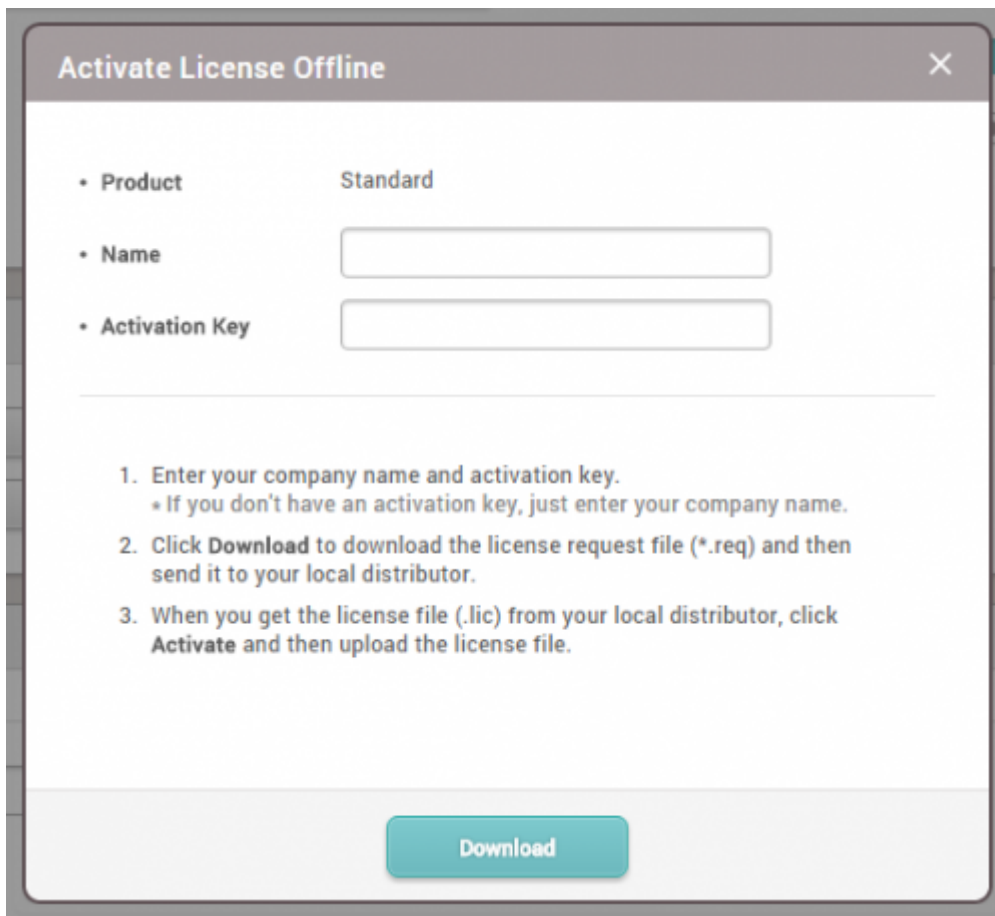 Activate License Offline
• Product Standard
• Name
• Activation Key
1. Enter your company name and activation key.
* If you don't have an activation key, just enter your company name.
2. Click Download to download the license request file (*.req) and then
send it to your local distributor.
3. When you get the license file (.lic) from your local distributor, click
Activate and then upload the license file.
Download